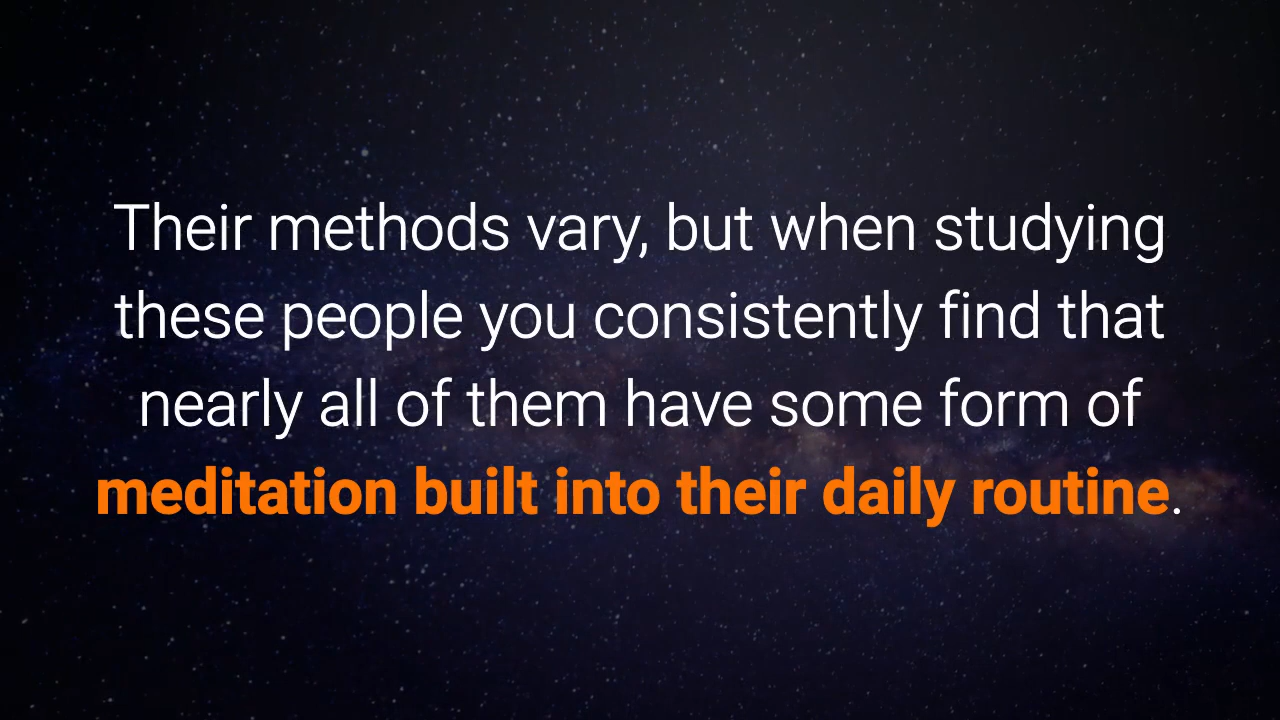 Their methods vary, but when studying
these people you consistently find that
nearly all of them have some form of
meditation built into their daily routine.